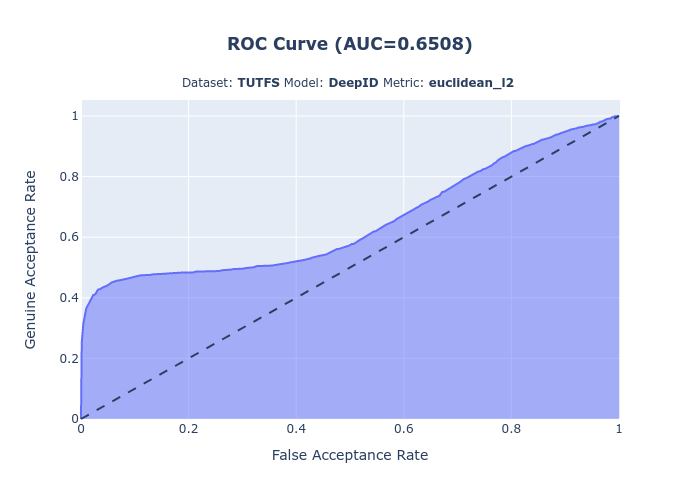 ROC Curve (AUC=0.6508)
Dataset: TUTFS Model: DeepID Metric: euclidean_l2
Genuine Acceptance Rate
1
0.8
0.6
0.4
0.2
0
0 0.2 0.4 0.6 0.8 1
False Acceptance Rate